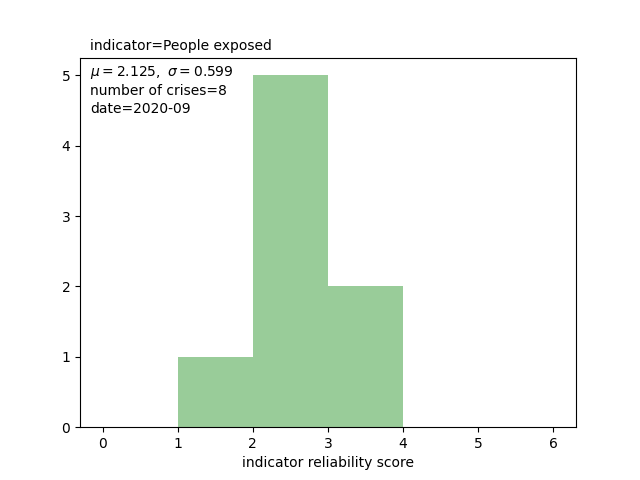 indicator=People exposed
μ = 2.125, σ = 0.599
number of crises=8
date=2020-09
5
4
3
2
1
0
0 1 2 3 4 5 6
indicator reliability score